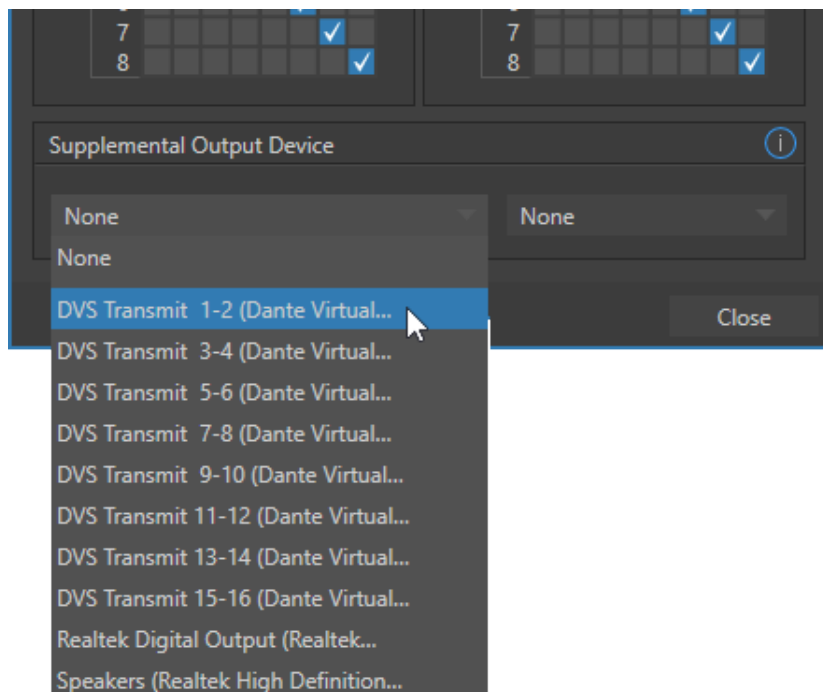 7
7
8
8
Supplemental Output Device
None
None
None
DVS Transmit  1-2 (Dante Virtual...
Close
DVS Transmit  3-4 (Dante Virtual...
DVS Transmit  5-6 (Dante Virtual...
DVS Transmit  7-8 (Dante Virtual...
DVS Transmit  9-10 (Dante Virtual...
DVS Transmit 11-12 (Dante Virtual...
DVS Transmit 13-14 (Dante Virtual...
DVS Transmit 15-16 (Dante Virtual...
Realtek Digital Output (Realtek...
Speakers (Realtek High Definition...